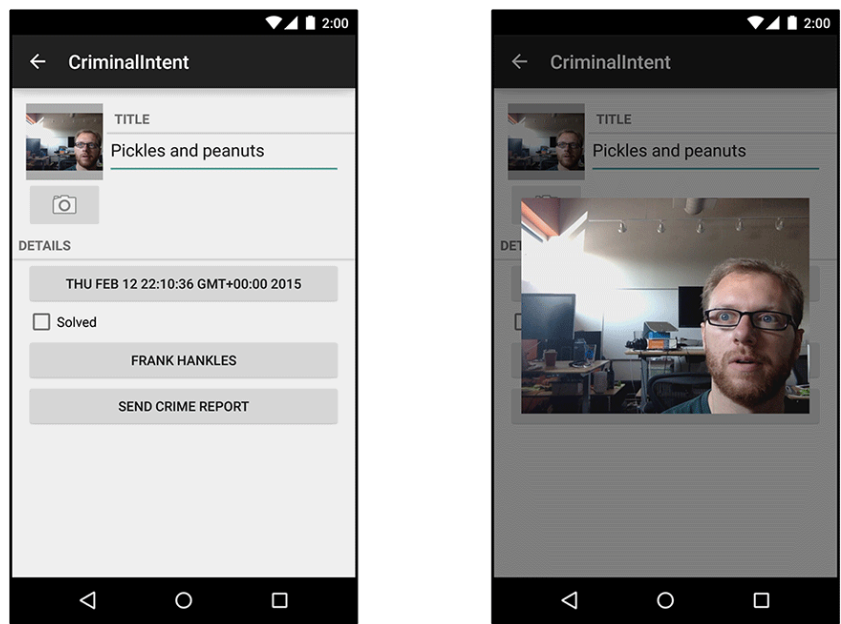 2:00
CriminalIntent
TITLE
Pickles and peanuts
DETAILS
THU FEB 12 22:10:36 GMT+00:00 2015
Solved
FRANK HANKLES
SEND CRIME REPORT
2:00
CriminalIntent
TITLE
Pickles and peanuts
DET